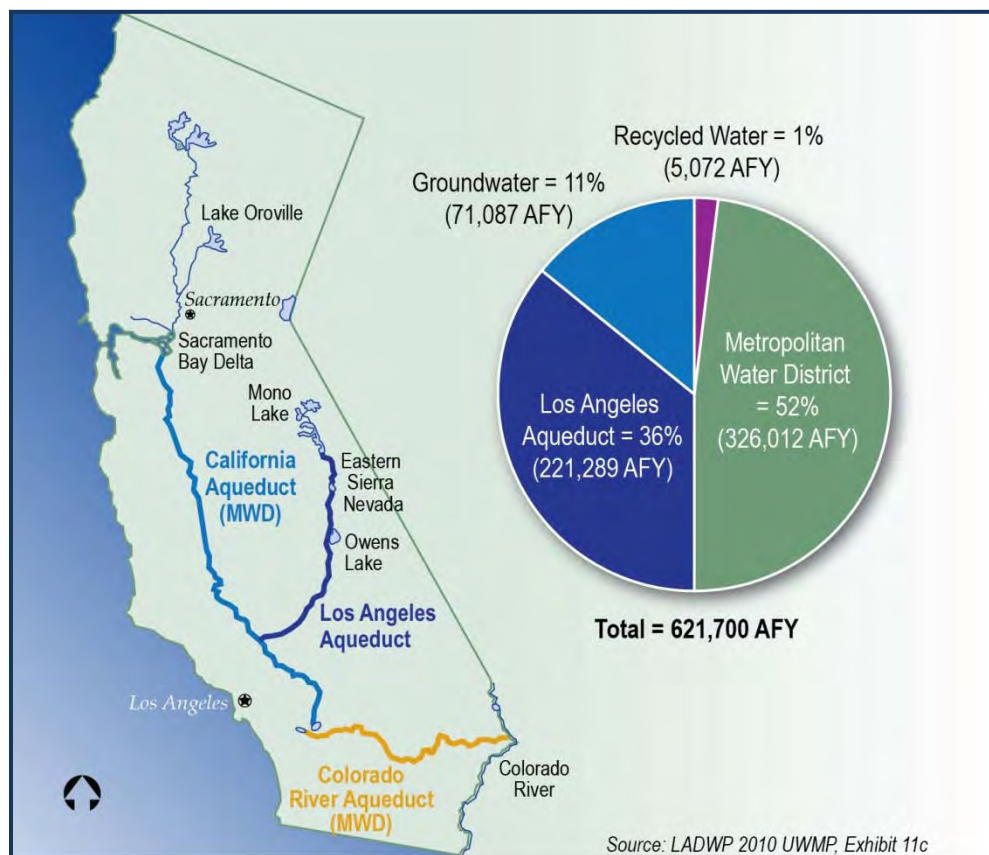 Lake Oroville
Sacramento
Sacramento
Bay Delta
Mono
Lake
California
Aqueduct
(MWD)
Eastern
Sierra
Nevada
Owens
Lake
Los Angeles
Aqueduct
Los Angeles
Colorado
River Aqueduct
(MWD)
Colorado
River
Recycled Water = 1%
(5,072 AFY)
Groundwater = 11%
(71,087 AFY)
Metropolitan
Water District
= 52%
(326,012 AFY)
Los Angeles
Aqueduct = 36%
(221,289 AFY)
Total = 621,700 AFY
Source: LADWP 2010 UWMP, Exhibit 11c